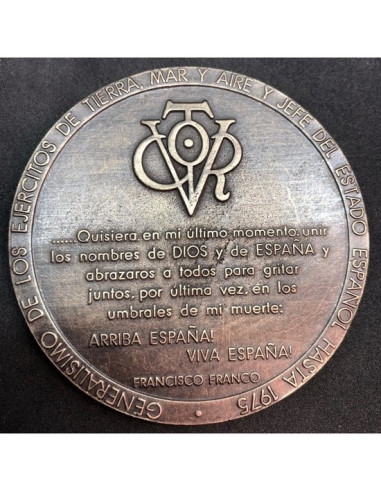 GENERALISIMO DE LOS EJERCITOS DE TIERRA, MAR Y AIRE Y JEFE DEL ESTADO ESPAÑOL HASTA 1975
VICTOR
......Quisiera, en mi último momento, unir
los nombres de DIOS y de ESPAÑA y
abrazaros a todos para gritar
juntos, por última vez, en los
umbrales de mi muerte:
ARRIBA ESPAÑA!
VIVA ESPAÑA!
FRANCISCO FRANCO